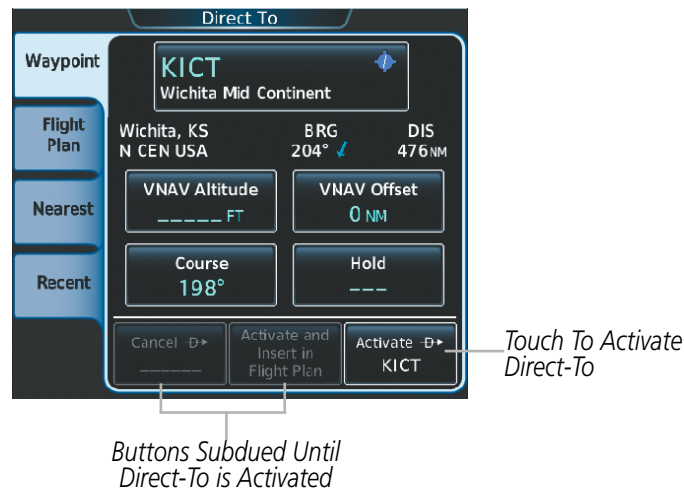 Direct To
Waypoint
KICT
Wichita Mid Continent
Flight
Plan
Wichita, KS
N CEN USA
BRG
204°
DIS
476NM
Nearest
VNAV Altitude
_____ FT
VNAV Offset
0 NM
Recent
Course
198°
Hold
___
Cancel D
______
Activate and
Insert in
Flight Plan
Activate D
KICT
Touch To Activate
Direct-To
Buttons Subdued Until
Direct-To is Activated